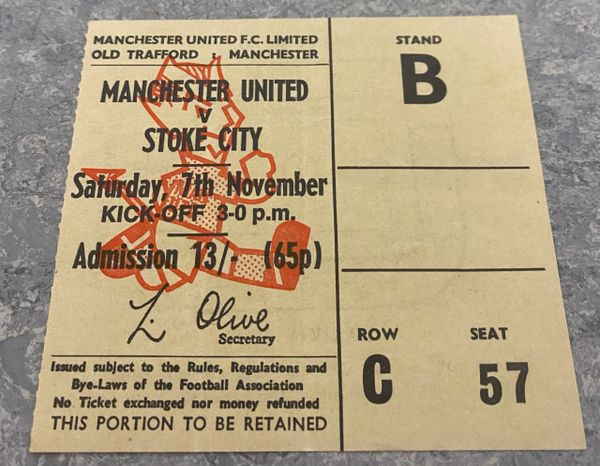 MANCHESTER UNITED F.C. LIMITED
OLD TRAFFORD : MANCHESTER
MANCHESTER UNITED
v
STOKE CITY
Saturday, 7th November
KICK-OFF 3-0 p.m.
Admission 13/- (65p)
L. Olive
Secretary
Issued subject to the Rules, Regulations and
Bye-Laws of the Football Association
No Ticket exchanged nor money refunded
THIS PORTION TO BE RETAINED
STAND
B
ROW SEAT
C 57